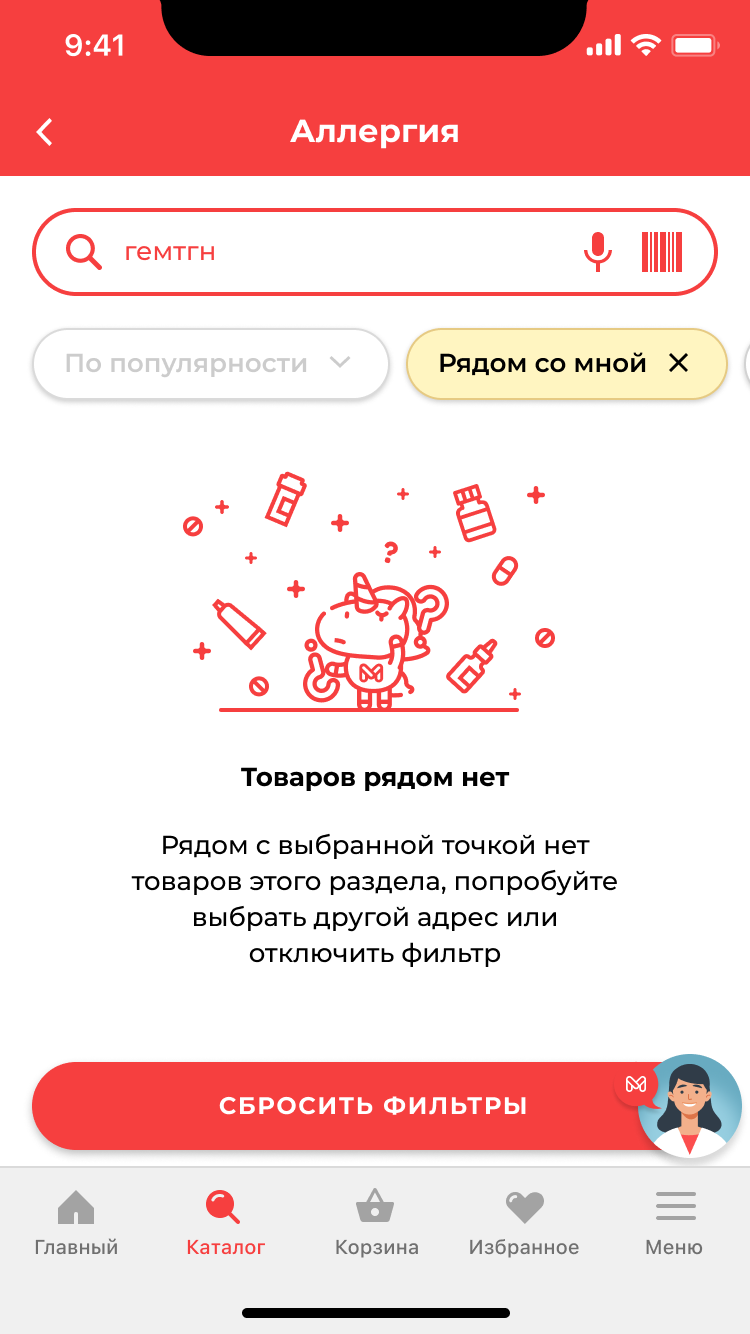 9:41
Аллергия
гемтгн
По популярности
Рядом со мной
?
Товаров рядом нет
Рядом с выбранной точкой нет
товаров этого раздела, попробуйте
выбрать другой адрес или
отключить фильтр
СБРОСИТЬ ФИЛЬТРЫ
Главный
Каталог
Корзина
Избранное
Меню